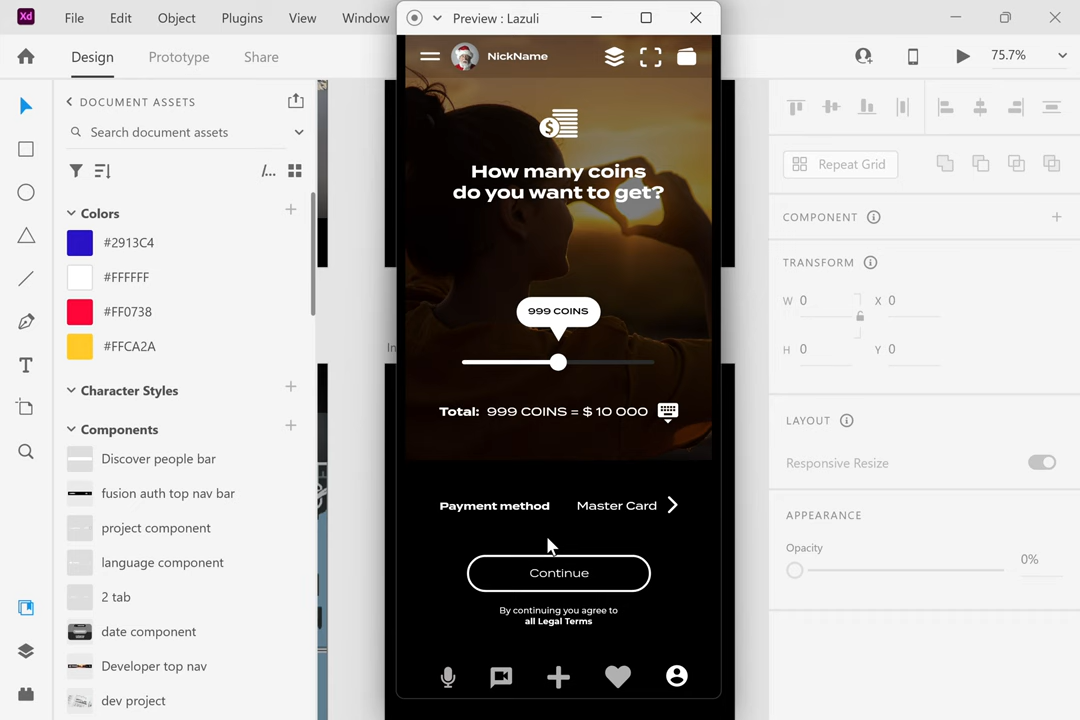 Xd
File
Edit
Object
Plugins
View
Window
Preview : Lazuli
Design
Prototype
Share
75.7%
DOCUMENT ASSETS
Search document assets
/...
Colors
#2913C4
#FFFFFF
#FF0738
#FFCA2A
Character Styles
Components
Discover people bar
fusion auth top nav bar
project component
language component
2 tab
date component
Developer top nav
dev project
NickName
How many coins
do you want to get?
999 COINS
Total: 999 COINS = $ 10 000
Payment method
Master Card
Continue
By continuing you agree to
all Legal Terms
Repeat Grid
COMPONENT
TRANSFORM
W 0
X 0
H 0
Y 0
LAYOUT
Responsive Resize
APPEARANCE
Opacity
0%